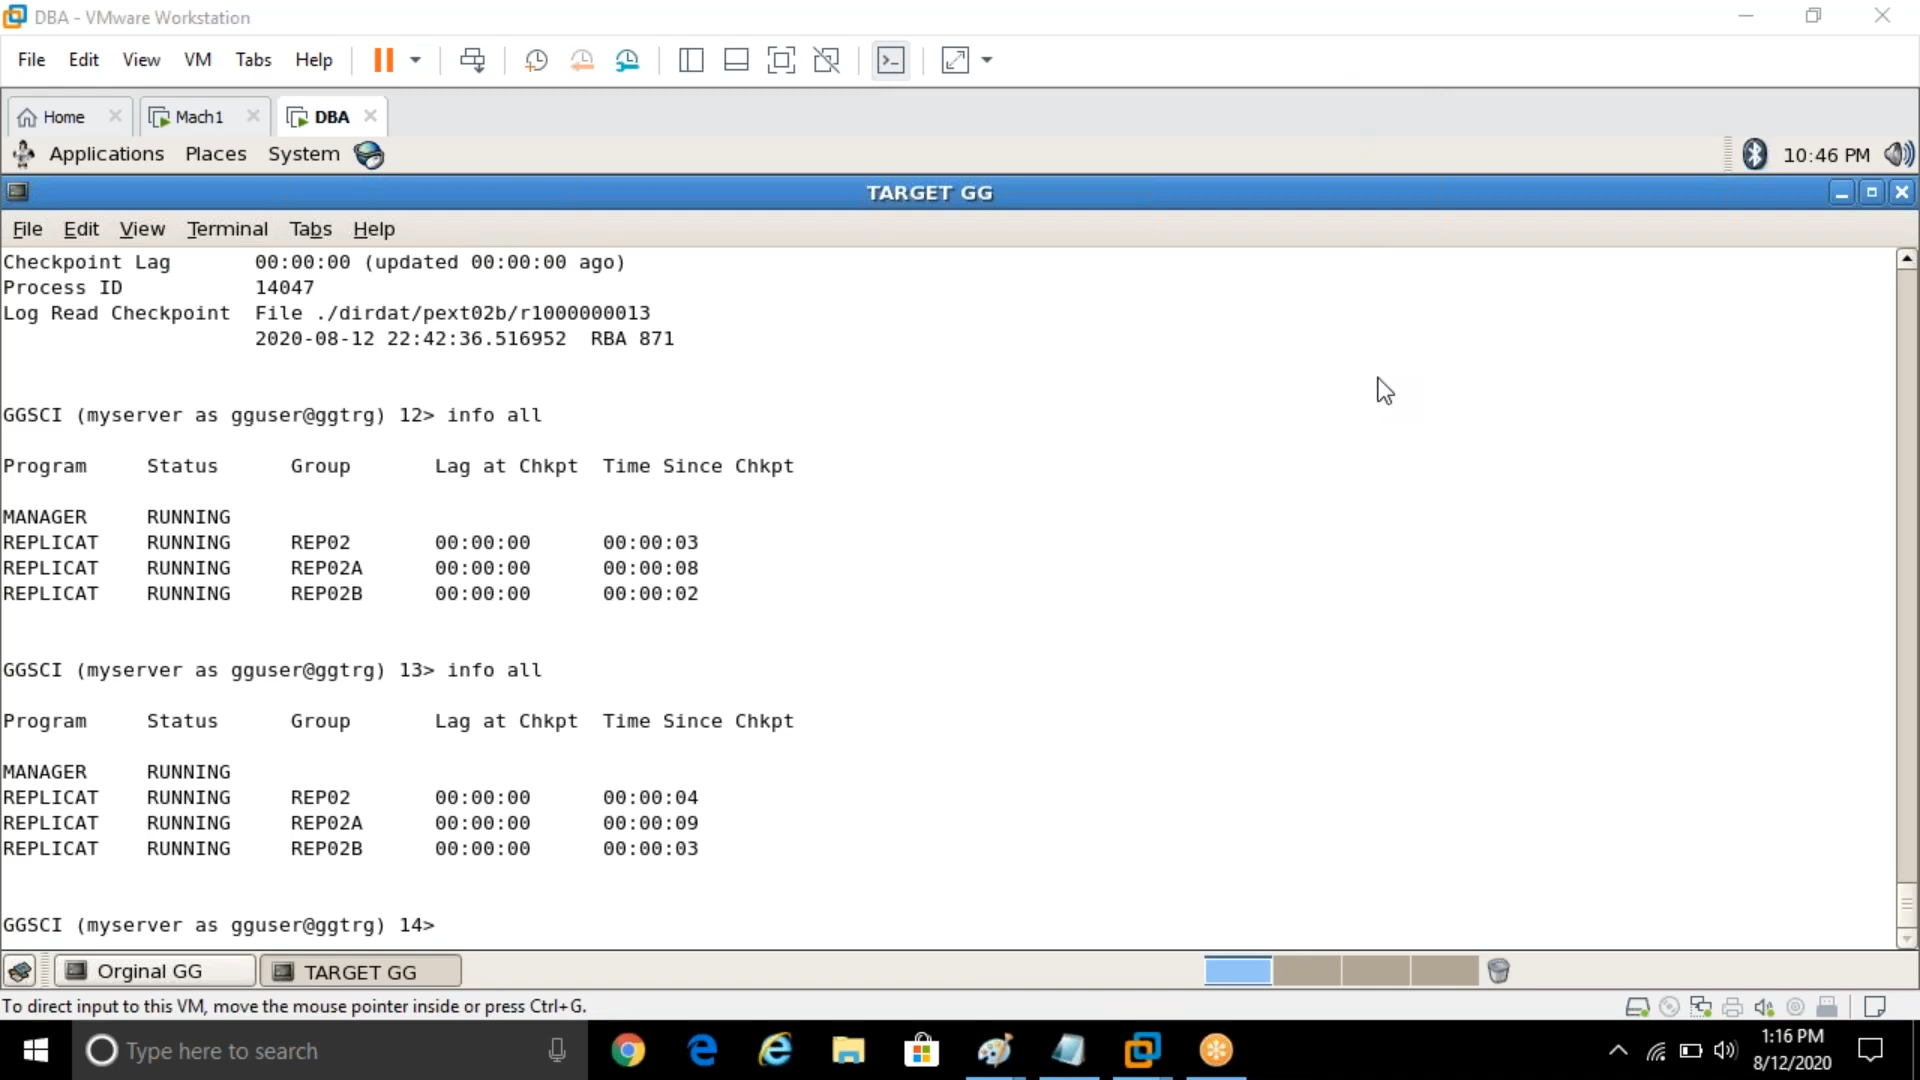 DBA - VMware Workstation
File Edit View VM Tabs Help
Home Mach1 DBA
Applications Places System 10:46 PM
TARGET GG
File Edit View Terminal Tabs Help
Checkpoint Lag 00:00:00 (updated 00:00:00 ago)
Process ID 14047
Log Read Checkpoint File ./dirdat/pext02b/r1000000013
2020-08-12 22:42:36.516952 RBA 871
GGSCI (myserver as gguser@ggtrg) 12> info all
Program Status Group Lag at Chkpt Time Since Chkpt
MANAGER RUNNING
REPLICAT RUNNING REP02 00:00:00 00:00:03
REPLICAT RUNNING REP02A 00:00:00 00:00:08
REPLICAT RUNNING REP02B 00:00:00 00:00:02
GGSCI (myserver as gguser@ggtrg) 13> info all
Program Status Group Lag at Chkpt Time Since Chkpt
MANAGER RUNNING
REPLICAT RUNNING REP02 00:00:00 00:00:04
REPLICAT RUNNING REP02A 00:00:00 00:00:09
REPLICAT RUNNING REP02B 00:00:00 00:00:03
GGSCI (myserver as gguser@ggtrg) 14>
Orginal GG TARGET GG
To direct input to this VM, move the mouse pointer inside or press Ctrl+G.
Type here to search
1:16 PM
8/12/2020